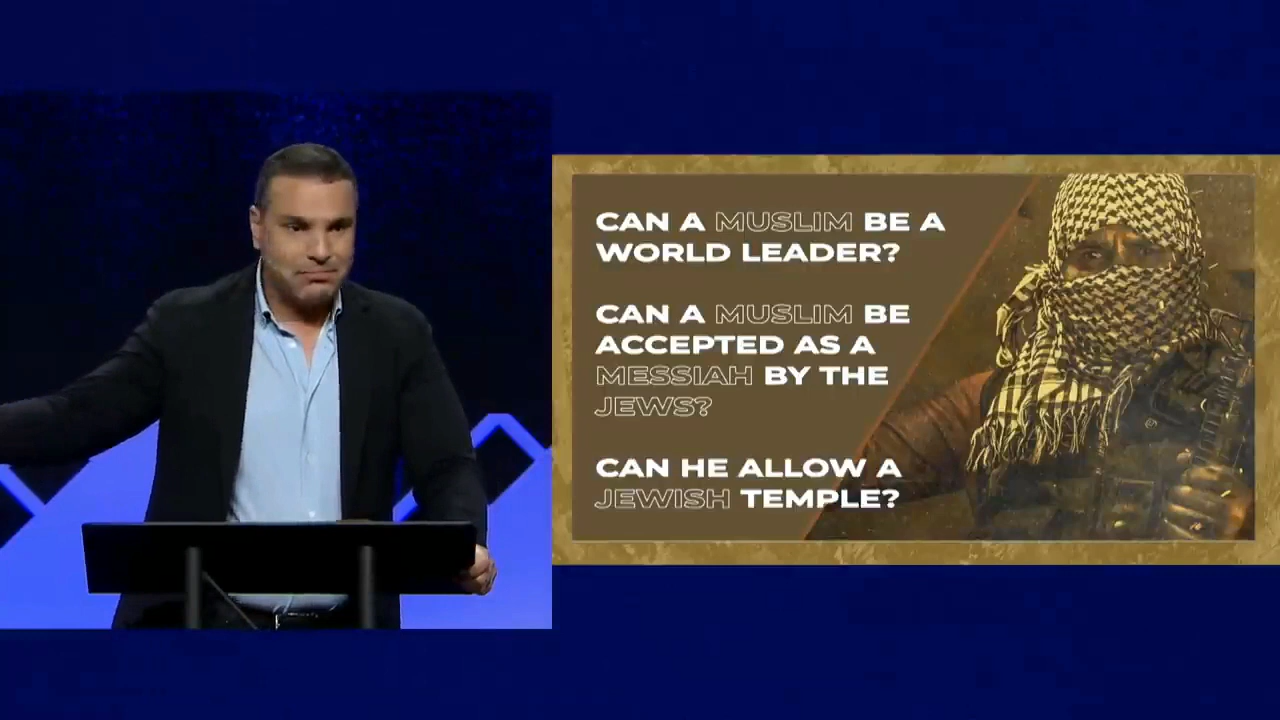 CAN A MUSLIM BE A
WORLD LEADER?
CAN A MUSLIM BE
ACCEPTED AS A
MESSIAH BY THE
JEWS?
CAN HE ALLOW A
JEWISH TEMPLE?